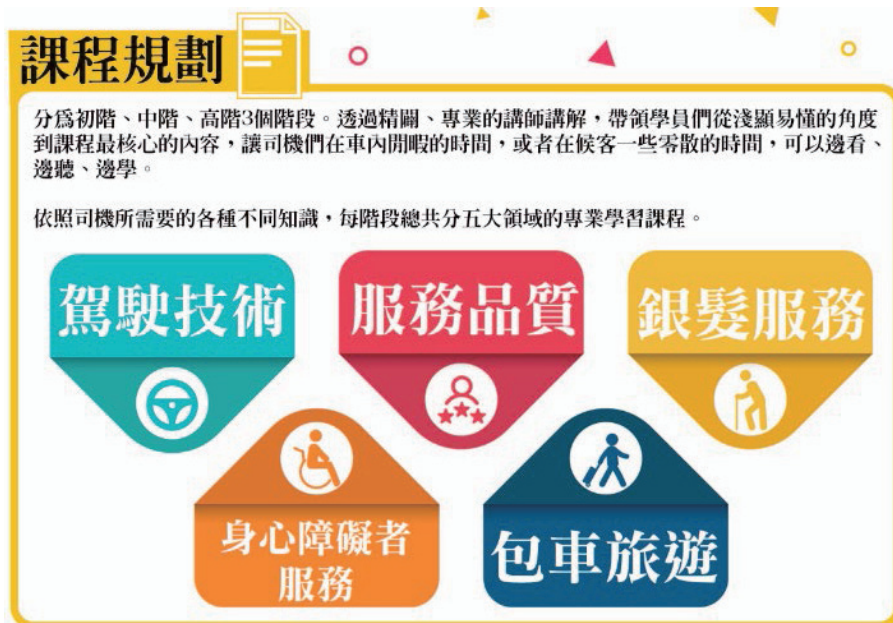 課程規劃
分為初階、中階、高階3個階段。透過精闢、專業的講師講解，帶領學員們從淺顯易懂的角度
到課程最核心的內容，讓司機們在車內閒暇的時間，或者在候客一些零散的時間，可以邊看、
邊聽、邊學。
依照司機所需要的各種不同知識，每階段總共分五大領域的專業學習課程。
駕駛技術
服務品質
銀髮服務
身心障礙者
服務
包車旅遊